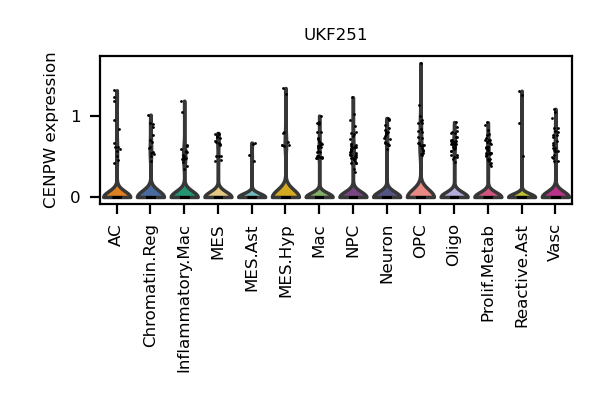 UKF251
CENPW expression
1
0
AC
Chromatin.Reg
Inflammatory.Mac
MES
MES.Ast
MES.Hyp
Mac
NPC
Neuron
OPC
Oligo
Prolif.Metab
Reactive.Ast
Vasc